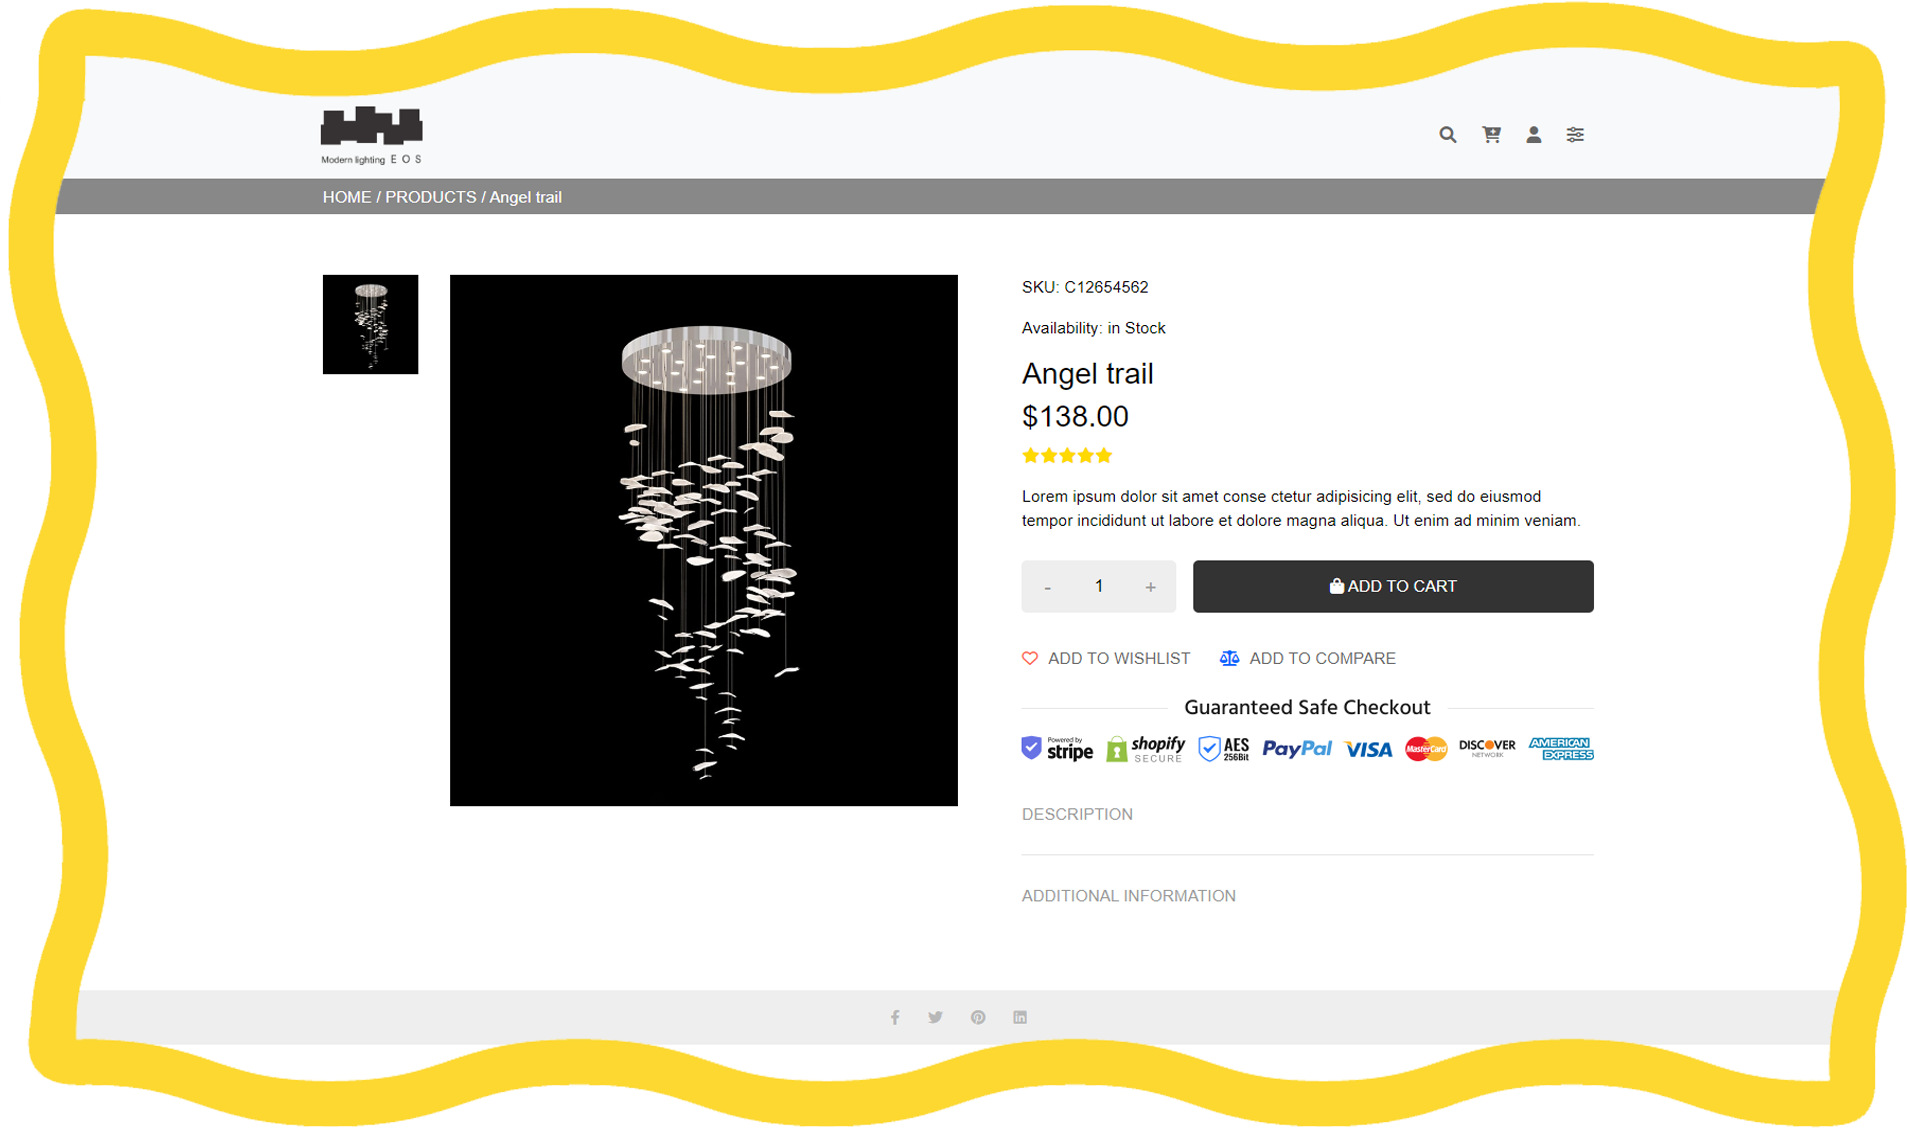 Modern lighting E O S
HOME / PRODUCTS / Angel trail
SKU: C12654562
Availability: in Stock
Angel trail
$138.00
Lorem ipsum dolor sit amet conse ctetur adipisicing elit, sed do eiusmod
tempor incididunt ut labore et dolore magna aliqua. Ut enim ad minim veniam.
- 1 + ADD TO CART
ADD TO WISHLIST ADD TO COMPARE
Guaranteed Safe Checkout
Powered by stripe shopify SECURE AES 256Bit PayPal VISA MasterCard DISCOVER NETWORK AMERICAN EXPRESS
DESCRIPTION
ADDITIONAL INFORMATION